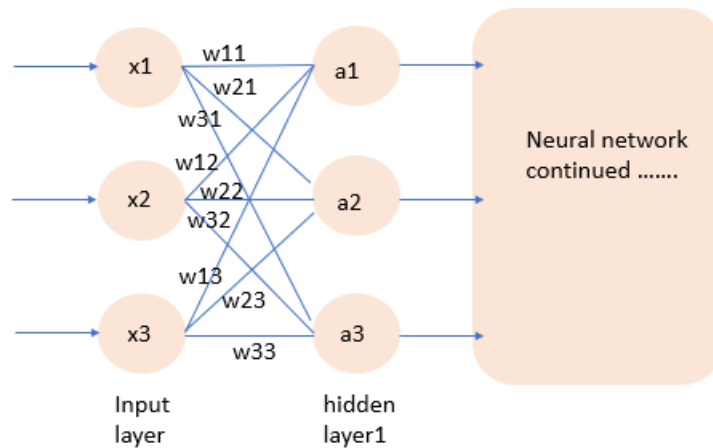 w11
x1
a1
w21
w31
Neural network
continued .......
w12
w22
x2
a2
w32
w13
w23
x3
a3
w33
Input
layer
hidden
layer1